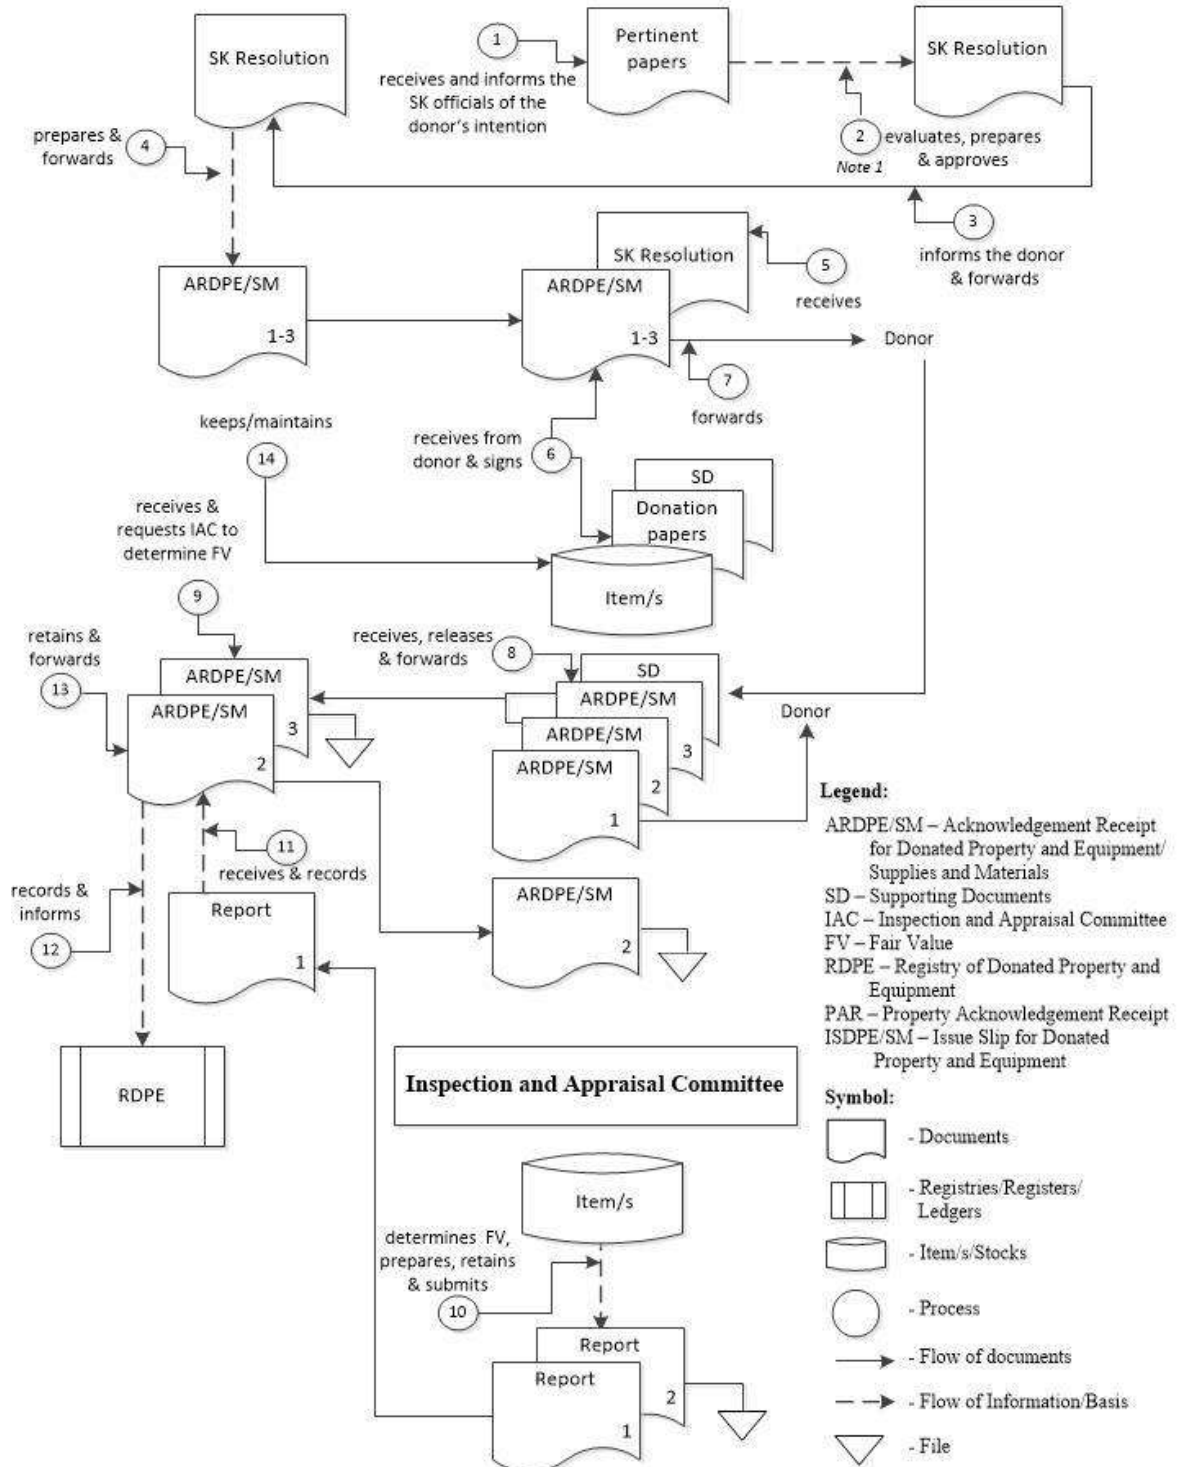 SK Resolution
1
receives and informs the
SK officials of the
donor's intention
Pertinent
papers
2
Note 1
evaluates, prepares
& approves
SK Resolution
prepares &
forwards
4
3
informs the donor
& forwards
ARDPE/SM
1-3
SK Resolution
ARDPE/SM
1-3
5
receives
Donor
7
forwards
keeps/maintains
14
receives from
donor & signs
6
SD
Donation
papers
Item/s
receives &
requests IAC to
determine FV
9
retains &
forwards
13
ARDPE/SM
3
ARDPE/SM
2
receives, releases
& forwards
8
SD
ARDPE/SM
3
ARDPE/SM
2
ARDPE/SM
1
Donor
11
receives & records
records &
informs
12
Report
1
ARDPE/SM
2
RDPE
Inspection and Appraisal Committee
Item/s
determines FV,
prepares, retains
& submits
10
Report
2
Report
1
Legend:
ARDPE/SM – Acknowledgement Receipt
for Donated Property and Equipment/
Supplies and Materials
SD – Supporting Documents
IAC – Inspection and Appraisal Committee
FV – Fair Value
RDPE – Registry of Donated Property and
Equipment
PAR – Property Acknowledgement Receipt
ISDPE/SM – Issue Slip for Donated
Property and Equipment
Symbol:
- Documents
- Registries/Registers/
Ledgers
- Item/s/Stocks
- Process
- Flow of documents
- Flow of Information/Basis
- File